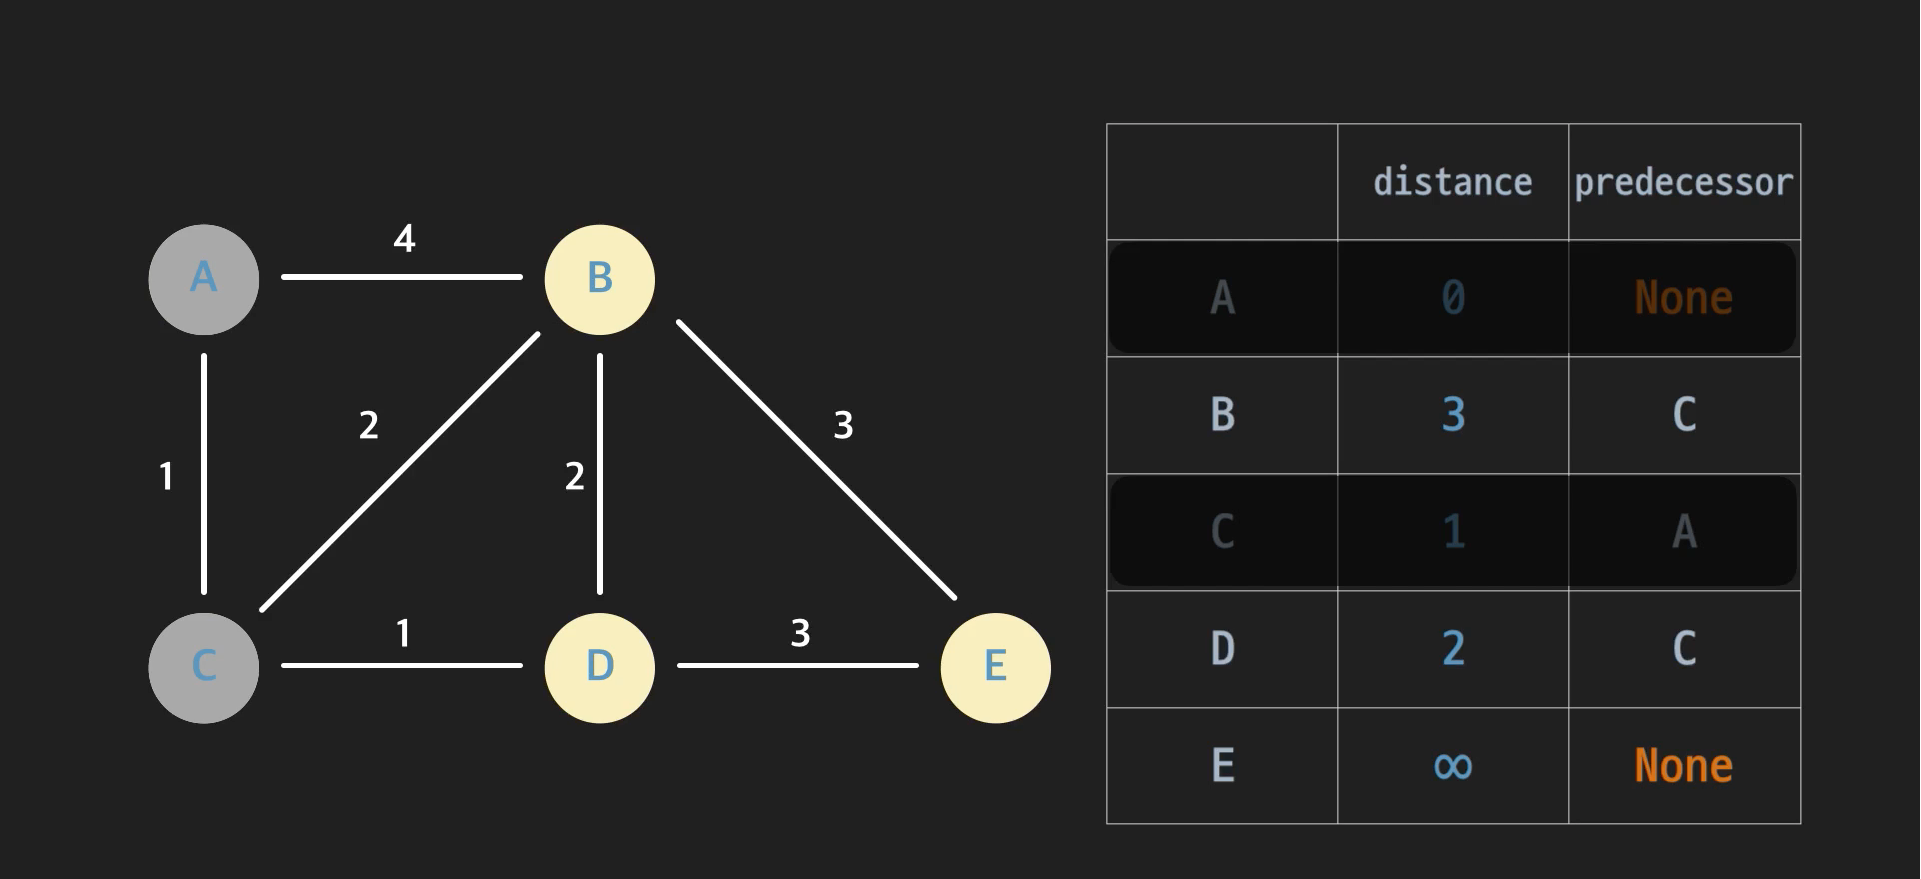 A 4 B
1 2 2 3
C 1 D 3 E
distance predecessor
A 0 None
B 3 C
C 1 A
D 2 C
E ∞ None